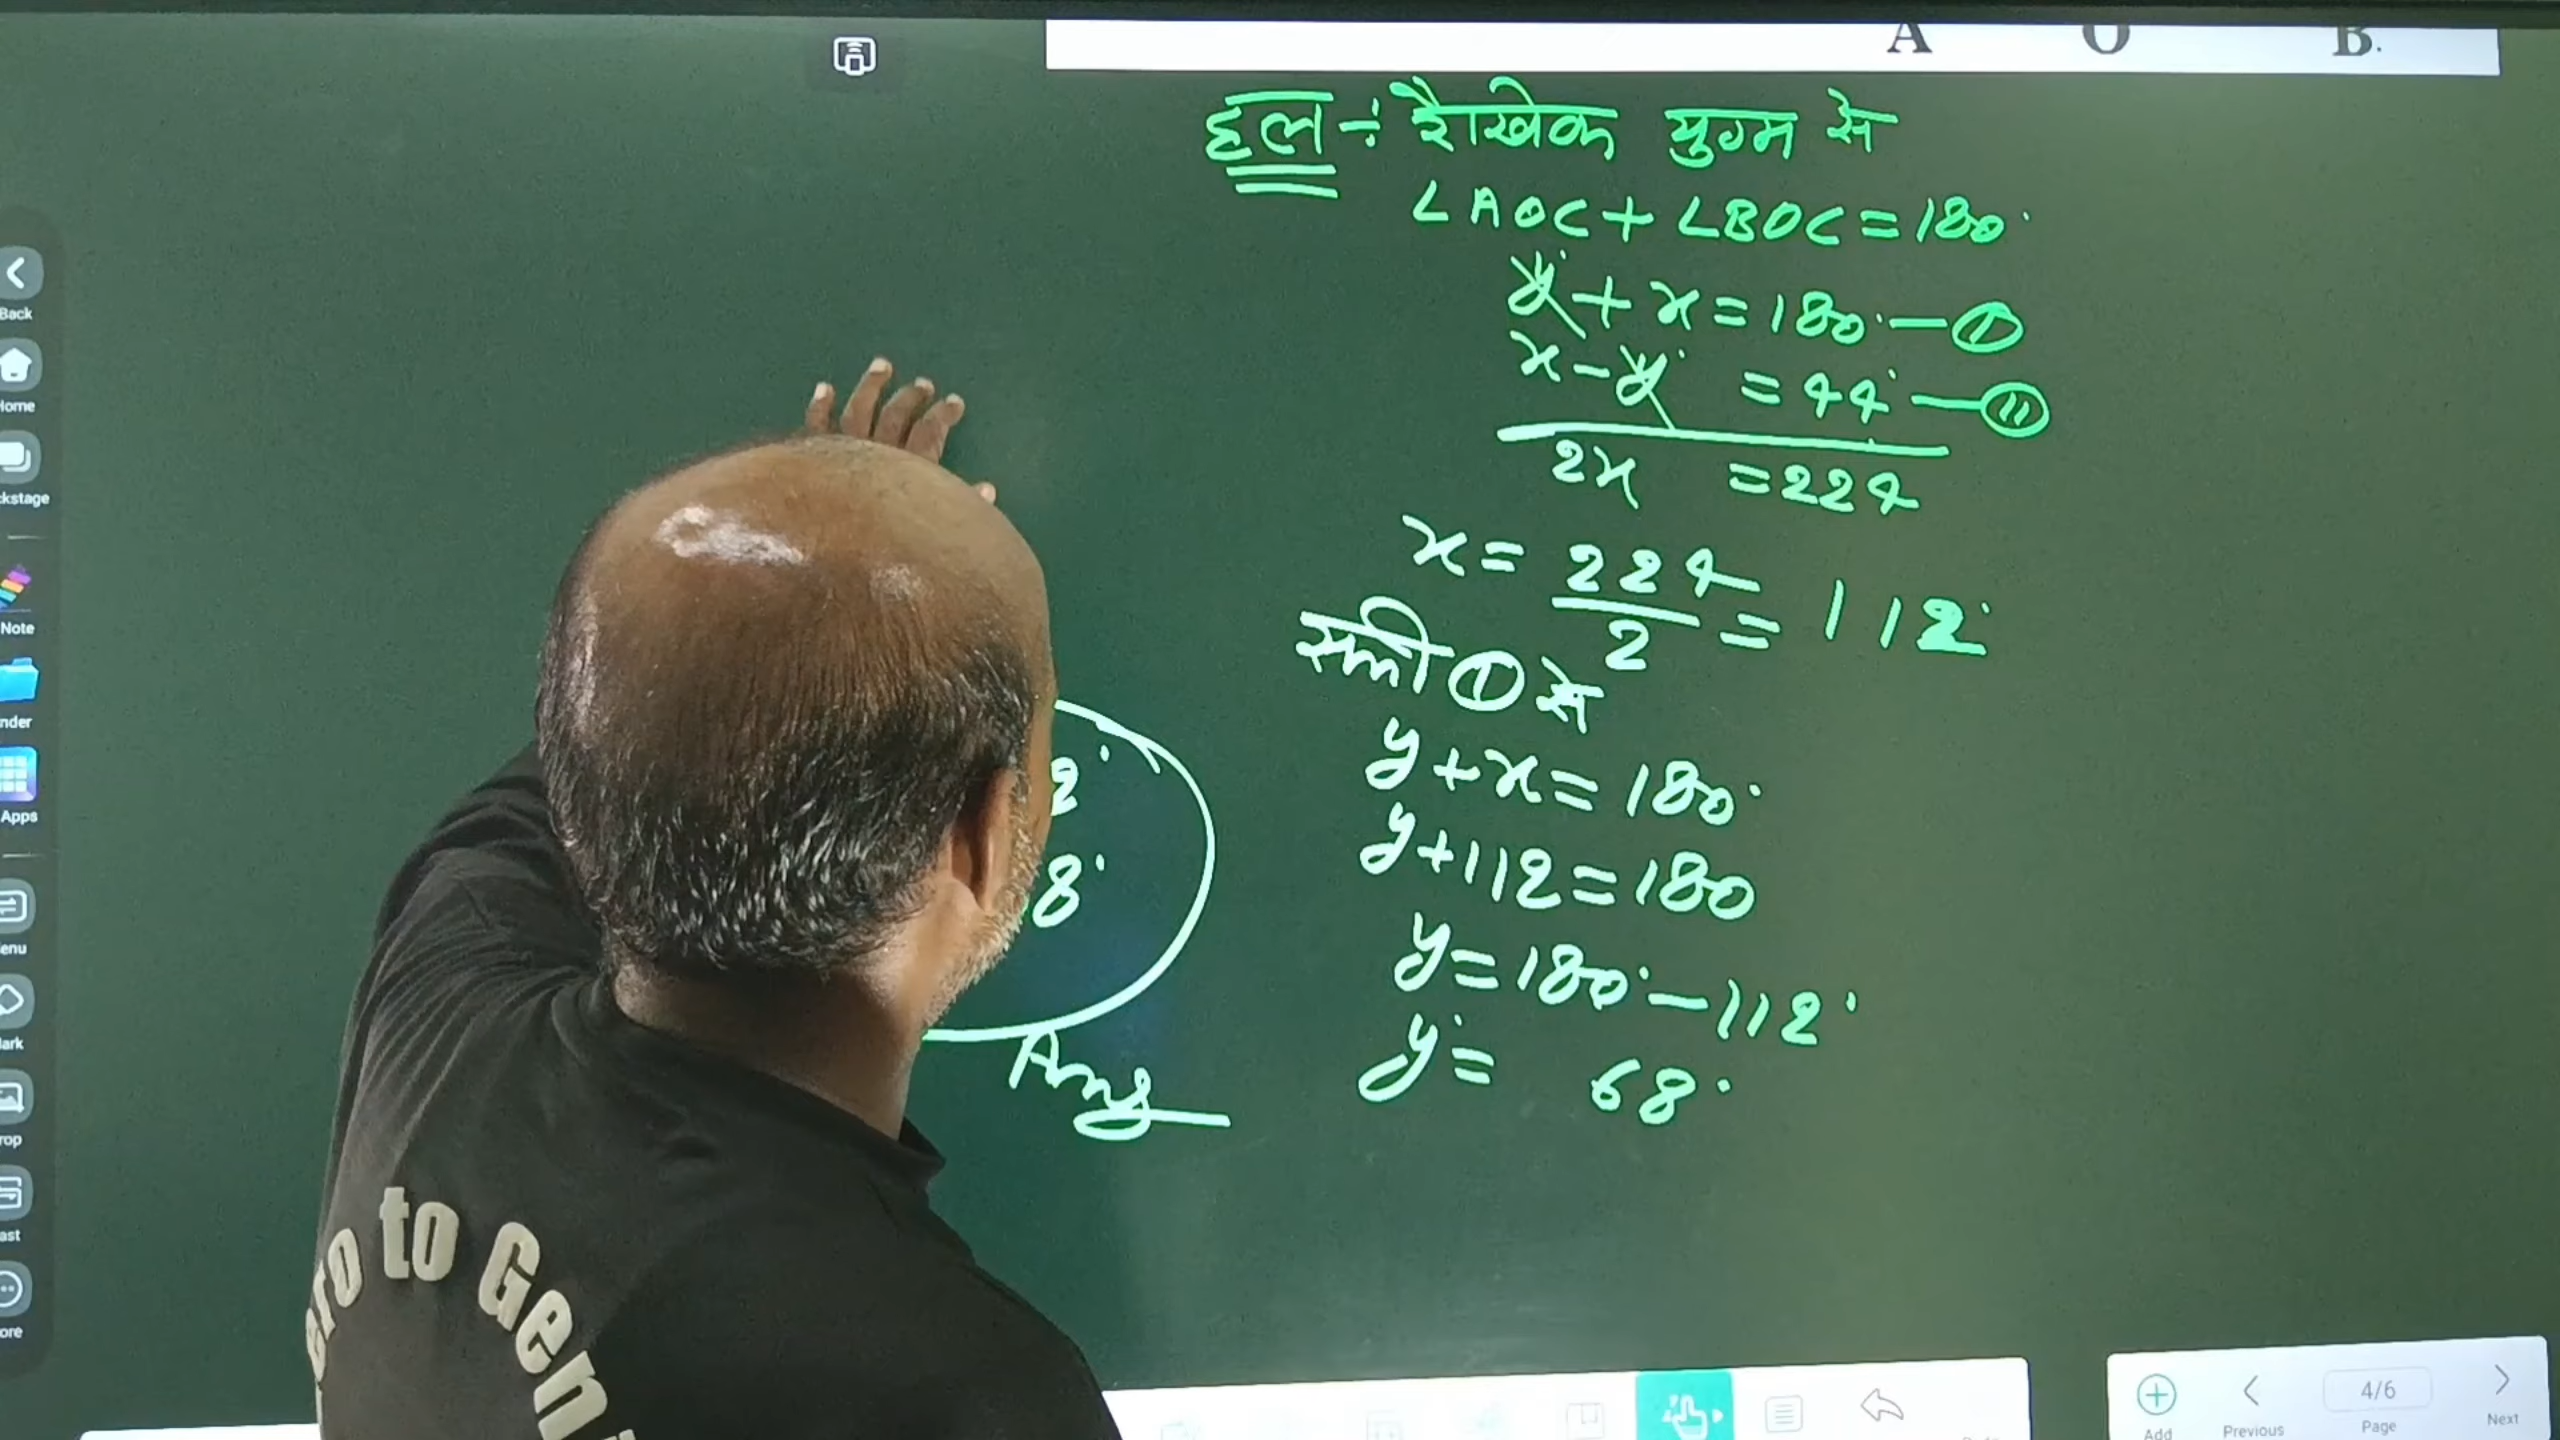 A O B.
हल ÷ रैखिक युग्म से
∠AOC + ∠BOC = 180°
y + x = 180° — (I)
x - y = 44° — (II)
2x = 224
x = 224/2 = 112°
समी (I) से
y + x = 180°
y + 112 = 180
y = 180° - 112°
y = 68°
2°
8°
Ans
to Gen
Back
Home
Note
Apps
Add
Previous
4/6
Page
Next